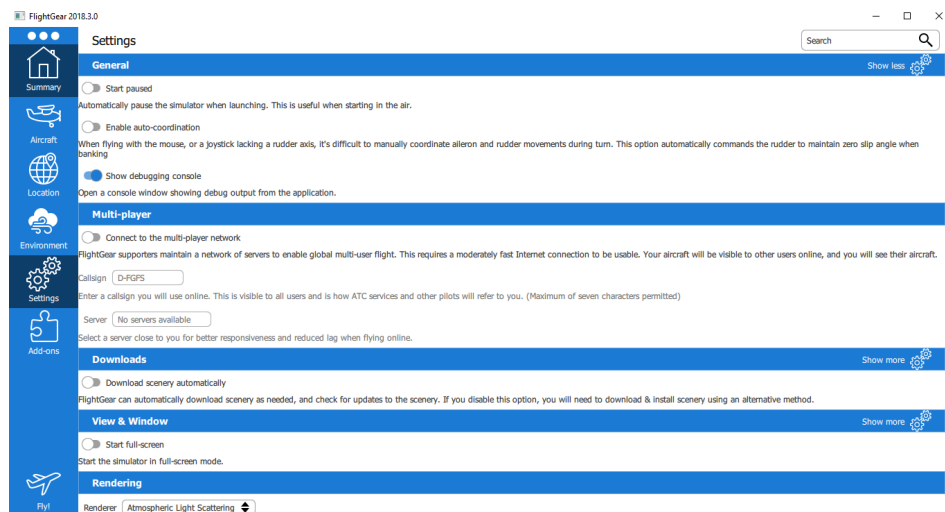 FlightGear 2018.3.0
Settings
Search
General
Show less
Summary
Start paused
Automatically pause the simulator when launching. This is useful when starting in the air.
Enable auto-coordination
Aircraft
When flying with the mouse, or a joystick lacking a rudder axis, it's difficult to manually coordinate aileron and rudder movements during turn. This option automatically commands the rudder to maintain zero slip angle when
banking
Show debugging console
Location
Open a console window showing debug output from the application.
Multi-player
Connect to the multi-player network
Environment
FlightGear supporters maintain a network of servers to enable global multi-user flight. This requires a moderately fast Internet connection to be usable. Your aircraft will be visible to other users online, and you will see their aircraft.
Callsign D-FGFS
Settings
Enter a callsign you will use online. This is visible to all users and is how ATC services and other pilots will refer to you. (Maximum of seven characters permitted)
Server No servers available
Select a server close to you for better responsiveness and reduced lag when flying online.
Add-ons
Downloads
Show more
Download scenery automatically
FlightGear can automatically download scenery as needed, and check for updates to the scenery. If you disable this option, you will need to download & install scenery using an alternative method.
View & Window
Show more
Start full-screen
Start the simulator in full-screen mode.
Rendering
Fly!
Renderer Atmospheric Light Scattering